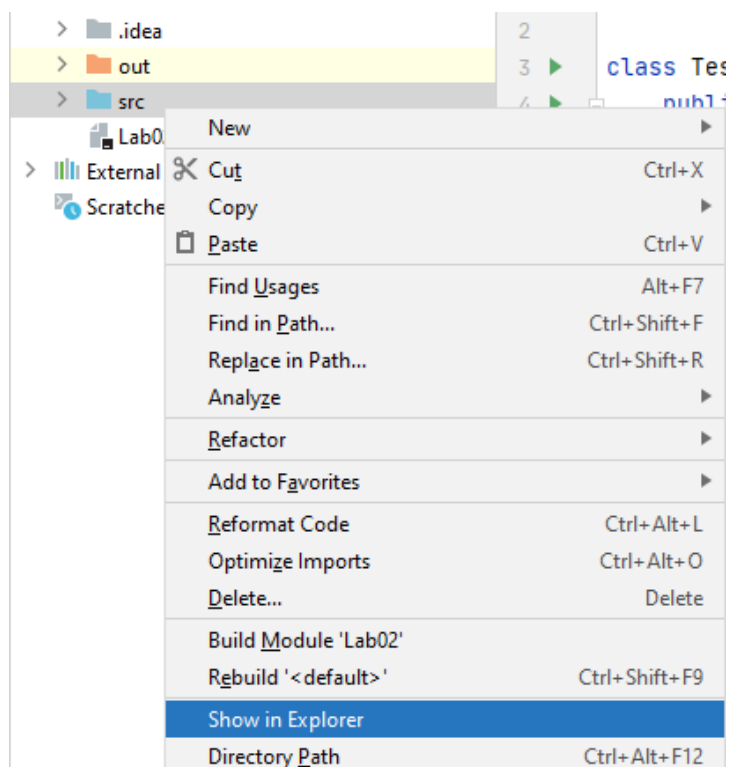 .idea
2
out
3 class Tes
src
4 publi
Lab0
New
External
Cut Ctrl+X
Scratche
Copy
Paste Ctrl+V
Find Usages Alt+F7
Find in Path... Ctrl+Shift+F
Replace in Path... Ctrl+Shift+R
Analyze
Refactor
Add to Favorites
Reformat Code Ctrl+Alt+L
Optimize Imports Ctrl+Alt+O
Delete... Delete
Build Module 'Lab02'
Rebuild '<default>' Ctrl+Shift+F9
Show in Explorer
Directory Path Ctrl+Alt+F12